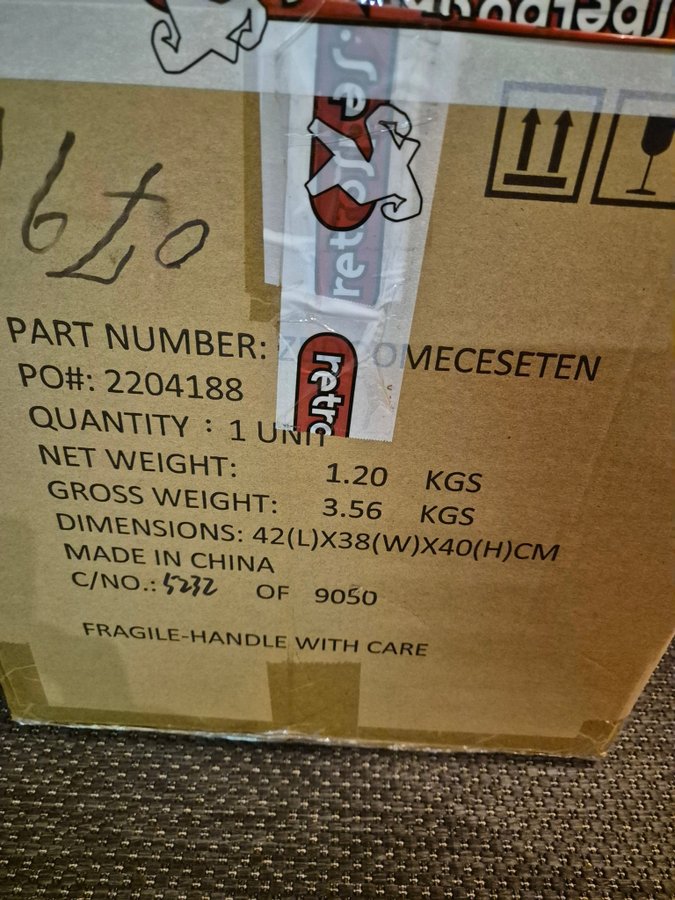 retro.se
retro
PART NUMBER: OMECESETEN
PO#: 2204188
QUANTITY : 1 UNIT
NET WEIGHT: 1.20 KGS
GROSS WEIGHT: 3.56 KGS
DIMENSIONS: 42(L)X38(W)X40(H)CM
MADE IN CHINA
C/NO.: 5232 OF 9050
FRAGILE-HANDLE WITH CARE